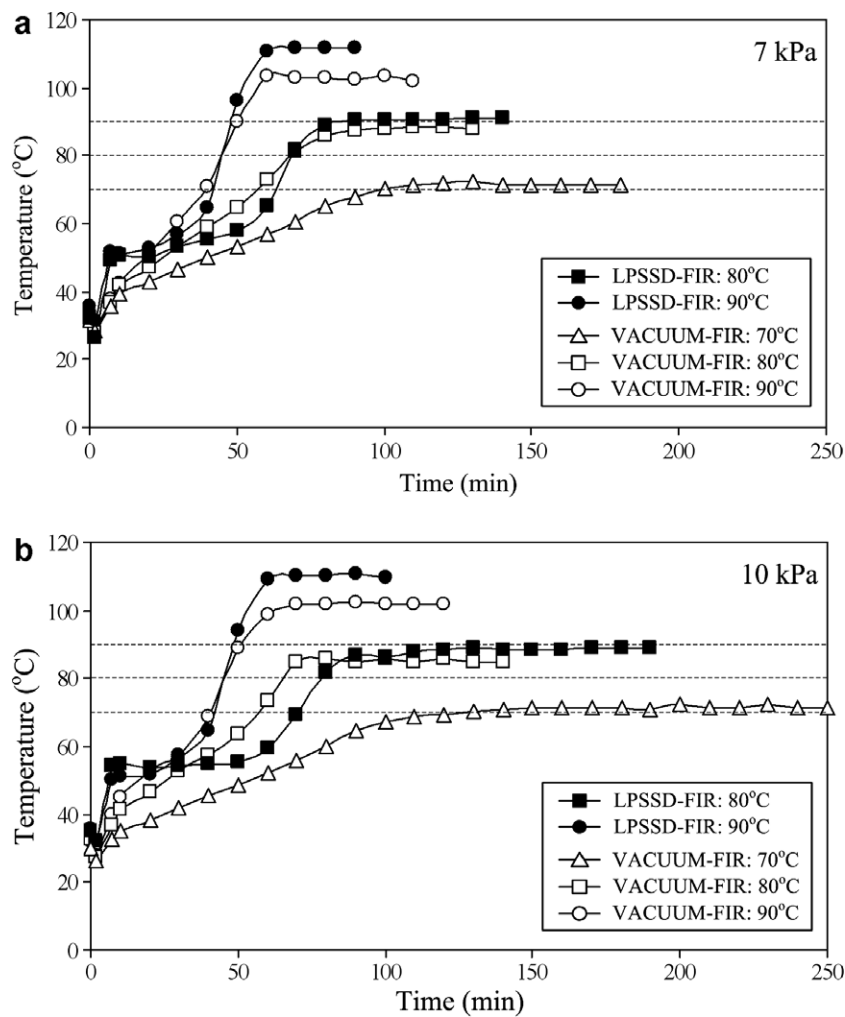 a
7 kPa
120
100
80
60
40
20
0
Temperature (°C)
LPSSD-FIR: 80°C
LPSSD-FIR: 90°C
VACUUM-FIR: 70°C
VACUUM-FIR: 80°C
VACUUM-FIR: 90°C
0 50 100 150 200 250
Time (min)
b
10 kPa
120
100
80
60
40
20
0
Temperature (°C)
LPSSD-FIR: 80°C
LPSSD-FIR: 90°C
VACUUM-FIR: 70°C
VACUUM-FIR: 80°C
VACUUM-FIR: 90°C
0 50 100 150 200 250
Time (min)